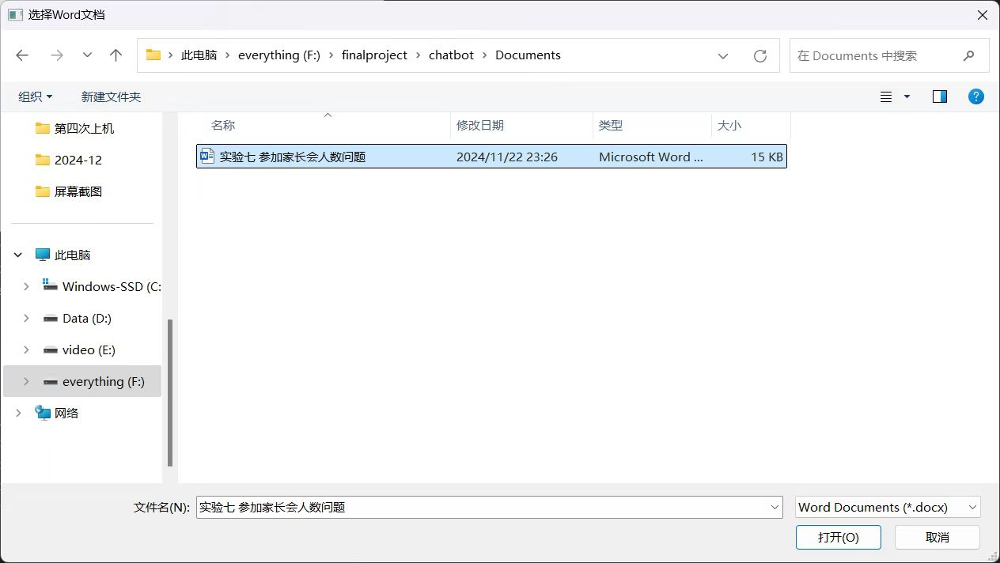 选择Word文档
此电脑 › everything (F:) › finalproject › chatbot › Documents
在 Documents 中搜索
组织
新建文件夹
?
第四次上机
2024-12
屏幕截图
此电脑
Windows-SSD (C:
Data (D:)
video (E:)
everything (F:)
网络
名称 修改日期 类型 大小
实验七 参加家长会人数问题 2024/11/22 23:26 Microsoft Word ... 15 KB
文件名(N): 实验七 参加家长会人数问题
Word Documents (*.docx)
打开(O)
取消